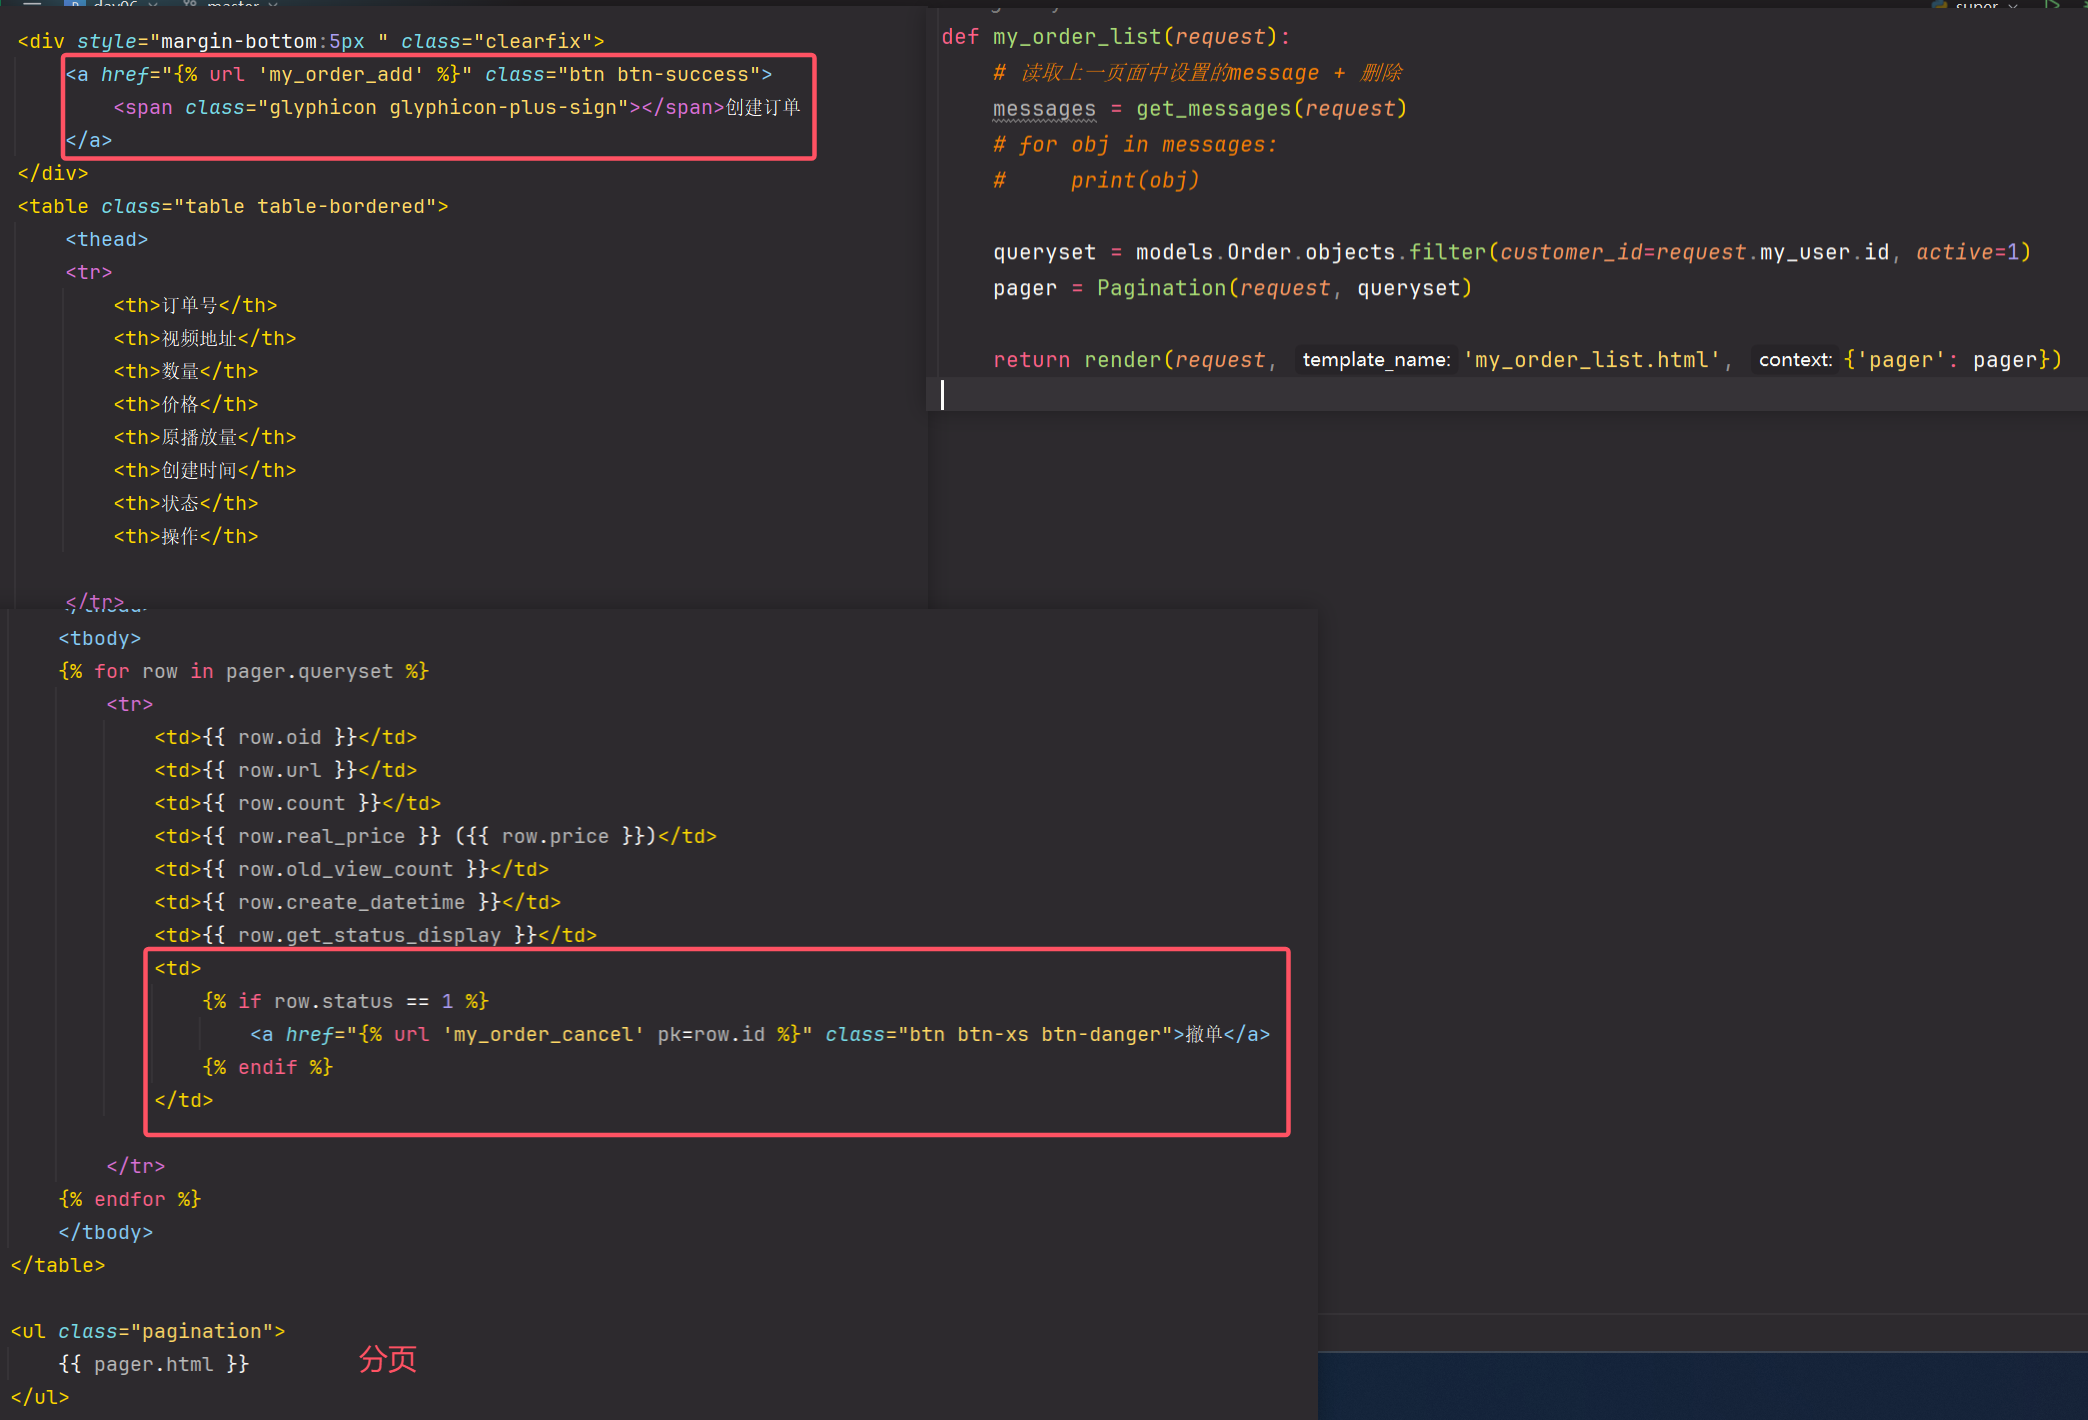 <div style="margin-bottom:5px " class="clearfix">
    <a href="{% url 'my_order_add' %}" class="btn btn-success">
        <span class="glyphicon glyphicon-plus-sign"></span>创建订单
    </a>
</div>
<table class="table table-bordered">
    <thead>
    <tr>
        <th>订单号</th>
        <th>视频地址</th>
        <th>数量</th>
        <th>价格</th>
        <th>原播放量</th>
        <th>创建时间</th>
        <th>状态</th>
        <th>操作</th>
    </tr>
    <tbody>
    {% for row in pager.queryset %}
        <tr>
            <td>{{ row.oid }}</td>
            <td>{{ row.url }}</td>
            <td>{{ row.count }}</td>
            <td>{{ row.real_price }} ({{ row.price }})</td>
            <td>{{ row.old_view_count }}</td>
            <td>{{ row.create_datetime }}</td>
            <td>{{ row.get_status_display }}</td>
            <td>
                {% if row.status == 1 %}
                    <a href="{% url 'my_order_cancel' pk=row.id %}" class="btn btn-xs btn-danger">撤单</a>
                {% endif %}
            </td>
        </tr>
    {% endfor %}
    </tbody>
</table>
<ul class="pagination">
    {{ pager.html }}
分页
</ul>
def my_order_list(request):
    # 读取上一页面中设置的message + 删除
    messages = get_messages(request)
    # for obj in messages:
    #     print(obj)
    queryset = models.Order.objects.filter(customer_id=request.my_user.id, active=1)
    pager = Pagination(request, queryset)
    return render(request, template_name: 'my_order_list.html', context: {'pager': pager})